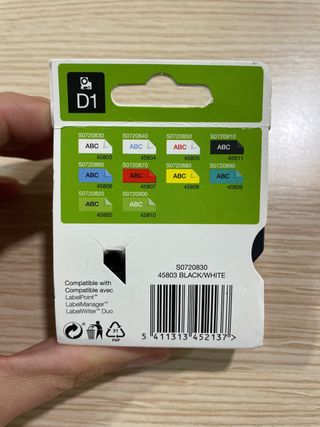 D1
S0720830 S0720840 S0720850 S0720910
ABC ABC ABC ABC
45803 45804 45805 45811
S0720860 S0720870 S0720880 S0720890
ABC ABC ABC ABC
45806 45807 45808 45809
S0720820 S0720900
ABC ABC
45800 45810
Compatible with
Compatible avec
LabelPoint™
LabelManager™
LabelWriter™ Duo
S0720830
45803 BLACK/WHITE
21
PAP
5 411313 452137>